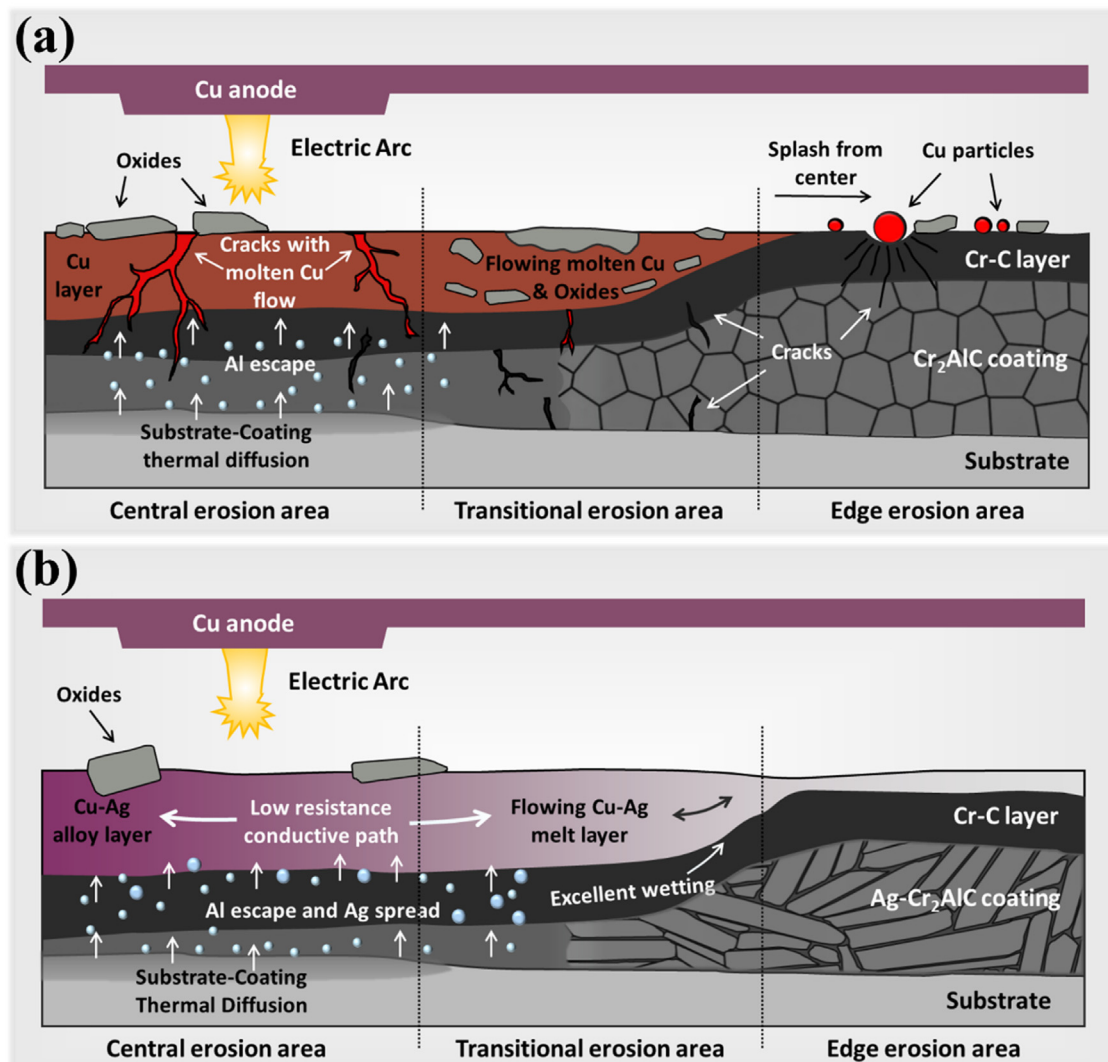 (a)
Cu anode
Electric Arc
Oxides
Splash from
center
Cu particles
Cu
layer
Cracks with
molten Cu
flow
Flowing molten Cu
& Oxides
Cr-C layer
Al escape
Cracks
Cr₂AlC coating
Substrate-Coating
thermal diffusion
Substrate
Central erosion area
Transitional erosion area
Edge erosion area
(b)
Cu anode
Electric Arc
Oxides
Cu-Ag
alloy layer
Low resistance
conductive path
Flowing Cu-Ag
melt layer
Cr-C layer
Excellent wetting
Al escape and Ag spread
Ag-Cr₂AlC coating
Substrate-Coating
Thermal Diffusion
Substrate
Central erosion area
Transitional erosion area
Edge erosion area